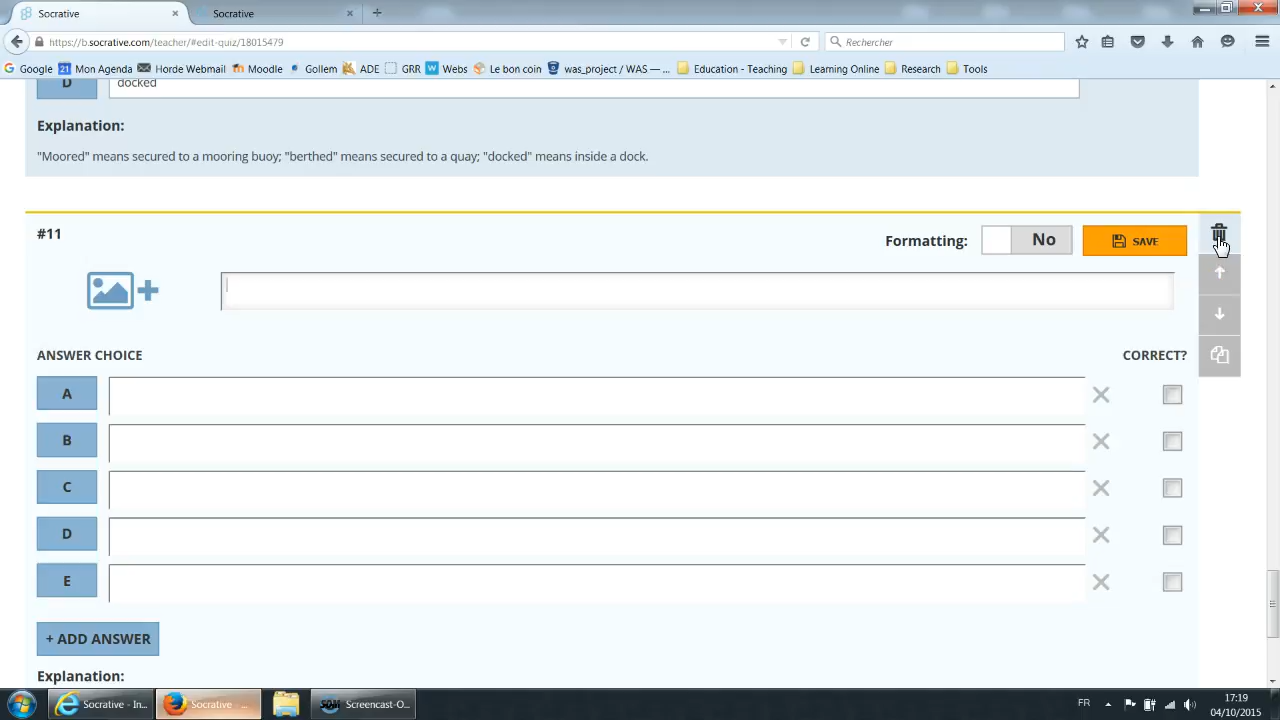 Socrative
Socrative
https://b.socrative.com/teacher/#edit-quiz/18015479
Rechercher
Google Mon Agenda Horde Webmail Moodle Gollem ADE GRR Webs Le bon coin was_project / WAS — ... Education - Teaching Learning Online Research Tools
D docked
Explanation:
"Moored" means secured to a mooring buoy; "berthed" means secured to a quay; "docked" means inside a dock.
#11
Formatting: No SAVE
ANSWER CHOICE CORRECT?
A
B
C
D
E
+ ADD ANSWER
Explanation:
Socrative - In... Socrative - ... Screencast-O... FR 17:19
04/10/2015